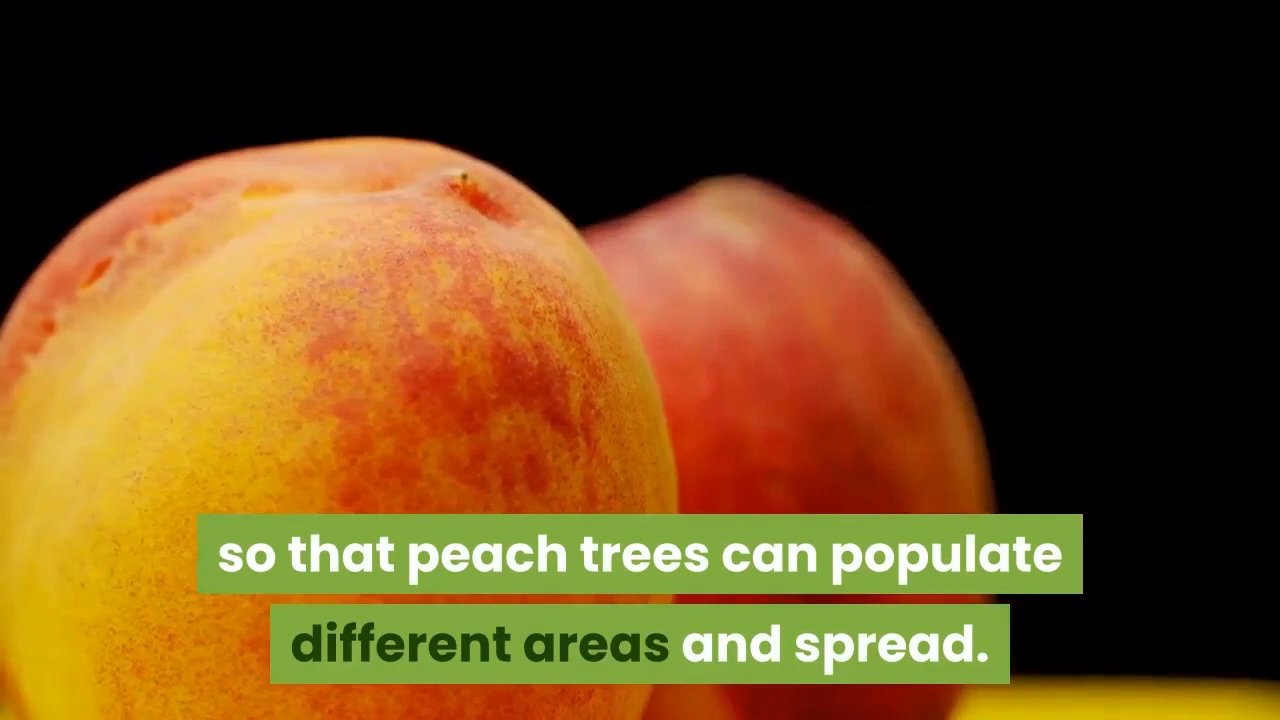 so that peach trees can populate
different areas and spread.